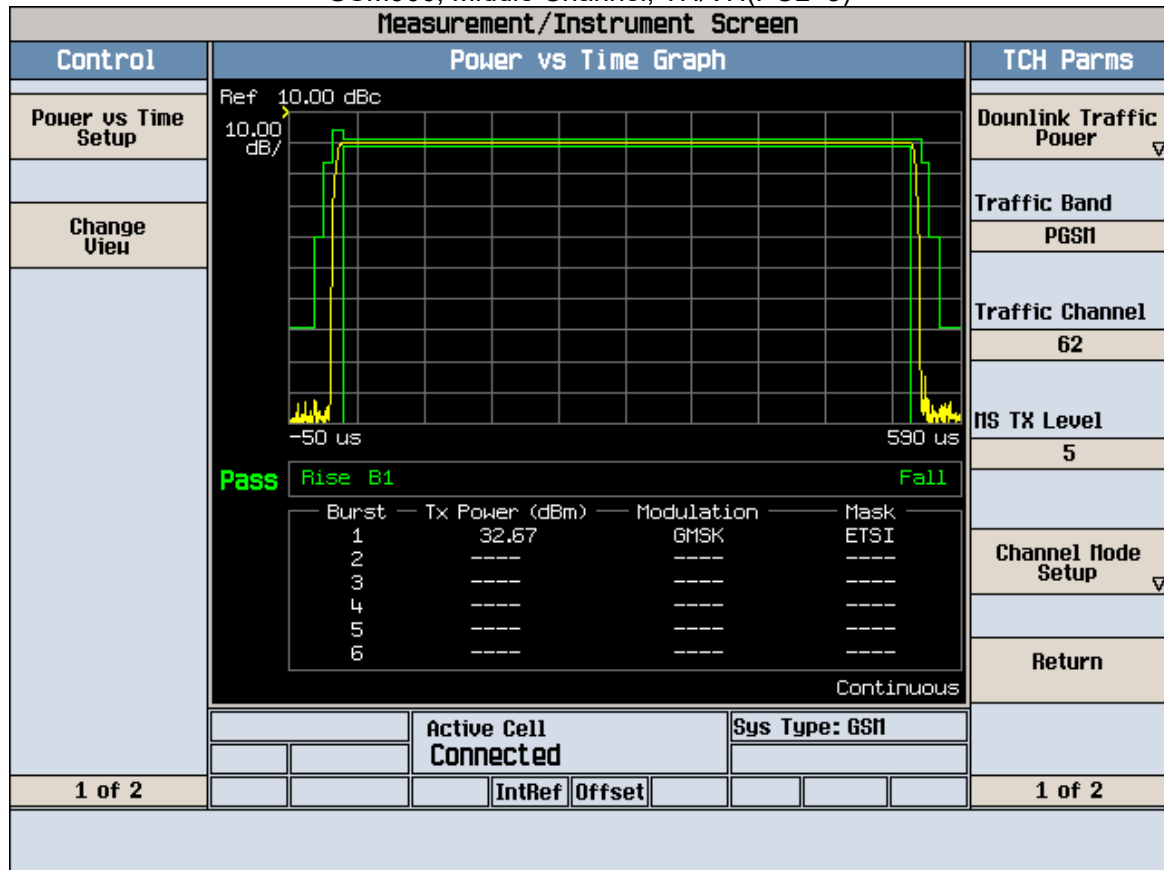 GSM900, Middle Channel,
Measurement/Instrument Screen
Control
Power vs Time Setup
Change View
1 of 2
Power vs Time Graph
Ref 10.00 dBc
10.00 dB/
-50 us
590 us
Pass
Rise B1
Fall
Burst Tx Power (dBm) Modulation Mask
1 32.67 GMSK ETSI
2 ---- ---- ----
3 ---- ---- ----
4 ---- ---- ----
5 ---- ---- ----
6 ---- ---- ----
Continuous
Active Cell
Connected
Sys Type: GSM
IntRef Offset
TCH Parms
Downlink Traffic Power
Traffic Band
PGSM
Traffic Channel
62
MS TX Level
5
Channel Mode Setup
Return
1 of 2